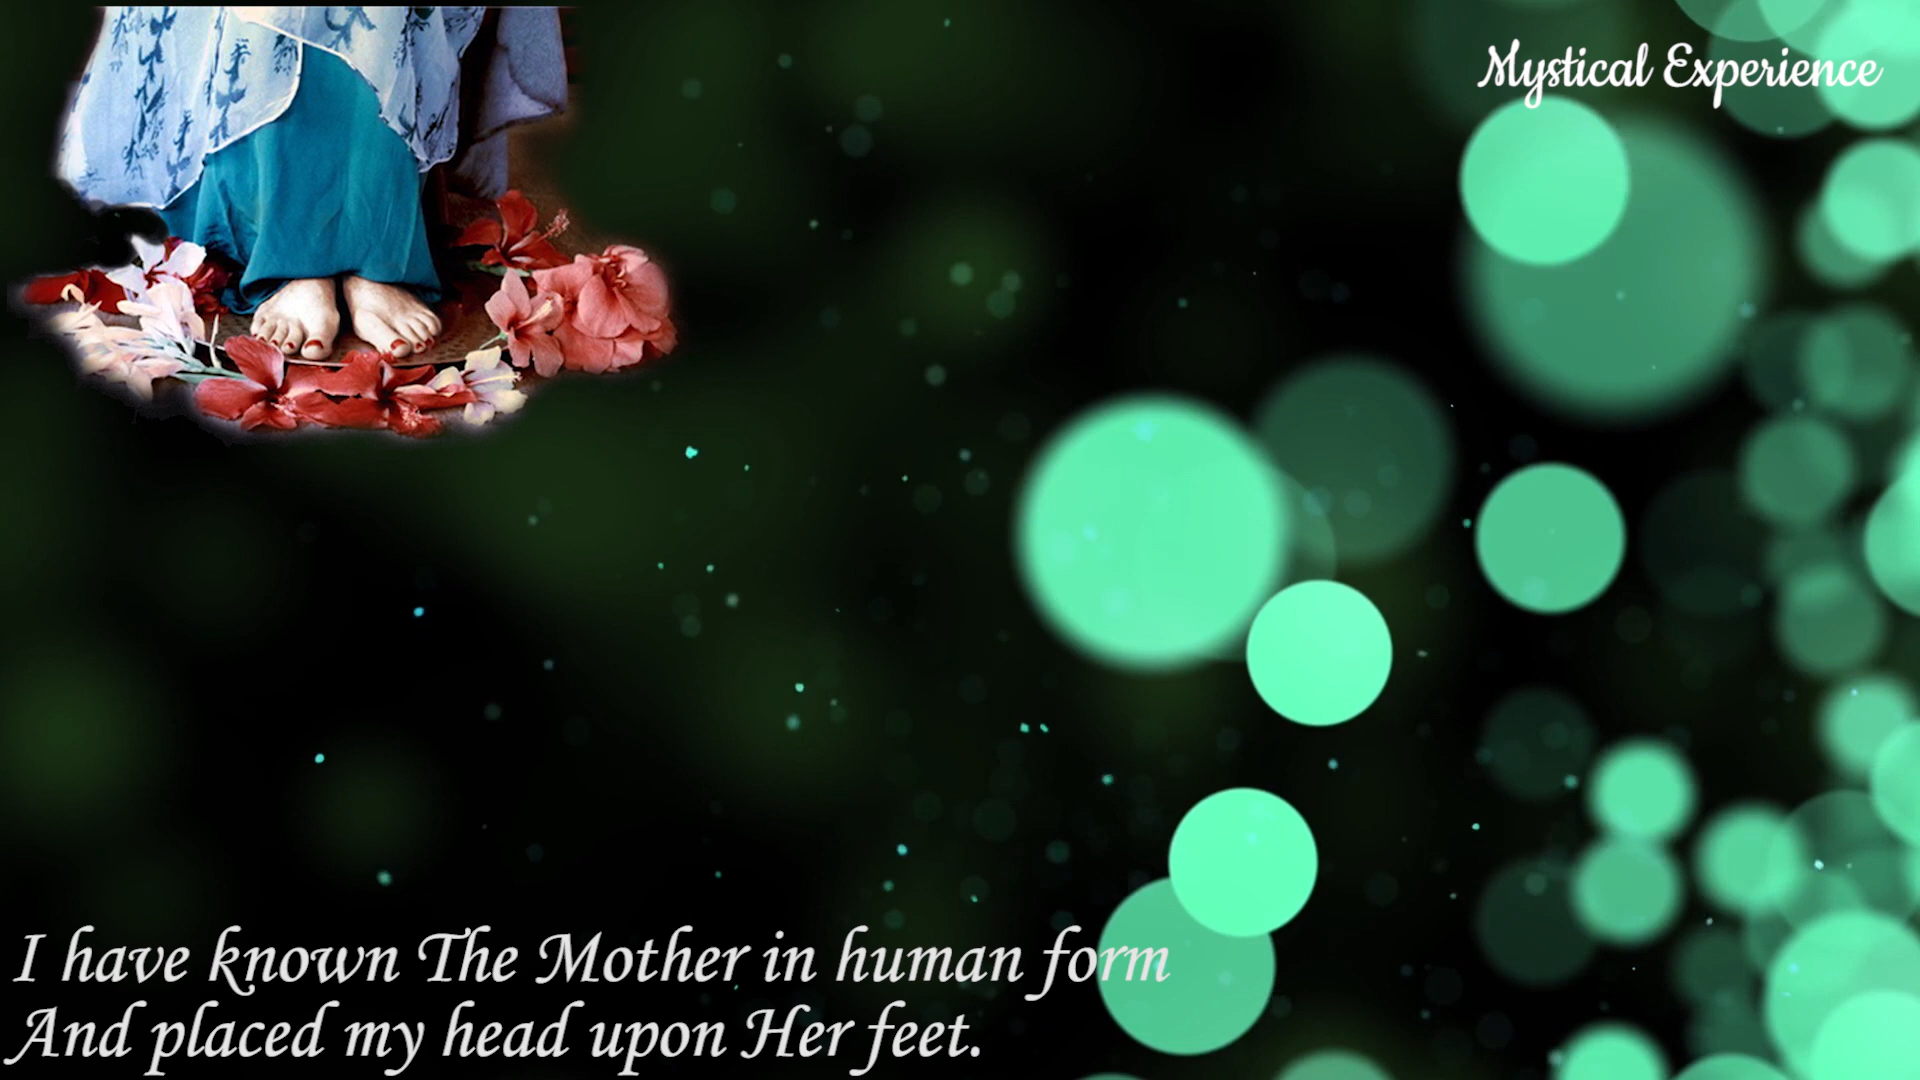 Mystical Experience
I have known The Mother in human form
And placed my head upon Her feet.